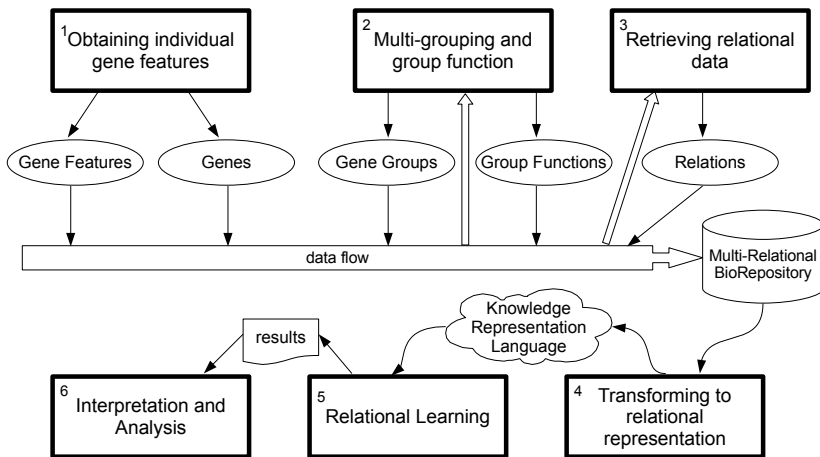 1 Obtaining individual
gene features
2 Multi-grouping and
group function
3 Retrieving relational
data
Gene Features
Genes
Gene Groups
Group Functions
Relations
data flow
Multi-Relational
BioRepository
Knowledge
Representation
Language
results
6 Interpretation and
Analysis
5 Relational Learning
4 Transforming to
relational
representation